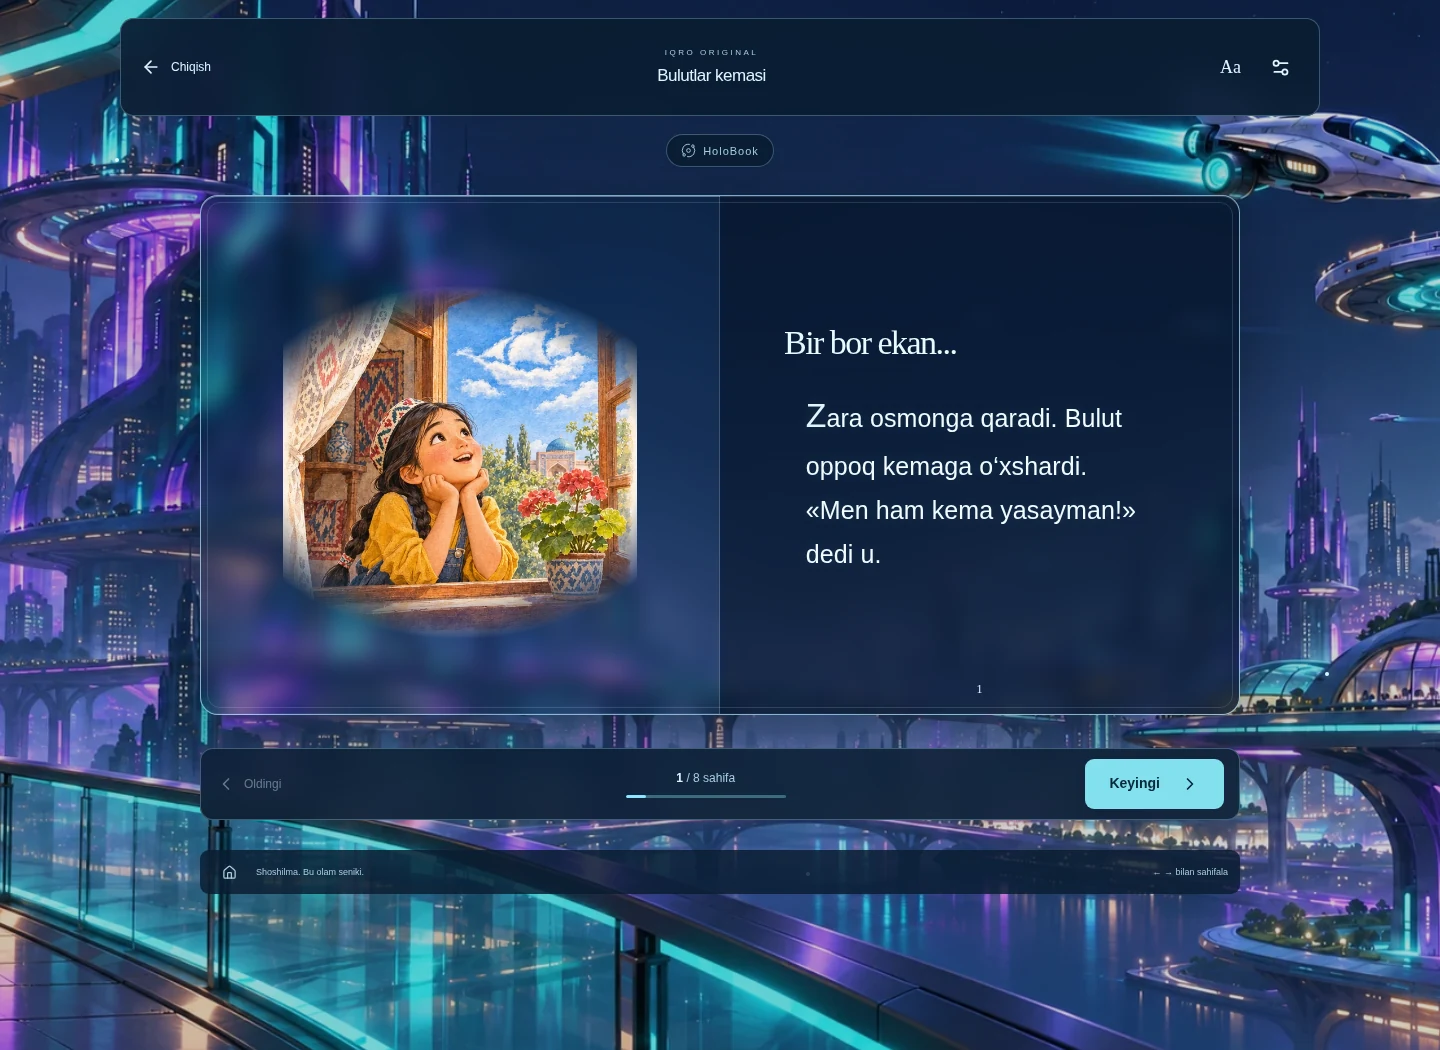 Chiqish
IQRO ORIGINAL
Bulutlar kemasi
Aa
HoloBook
Bir bor ekan...
Zara osmonga qaradi. Bulut
oppoq kemaga o‘xshardi.
«Men ham kema yasayman!»
dedi u.
1
Oldingi
1 / 8 sahifa
Keyingi
Shoshilma. Bu olam seniki.
← → bilan sahifala